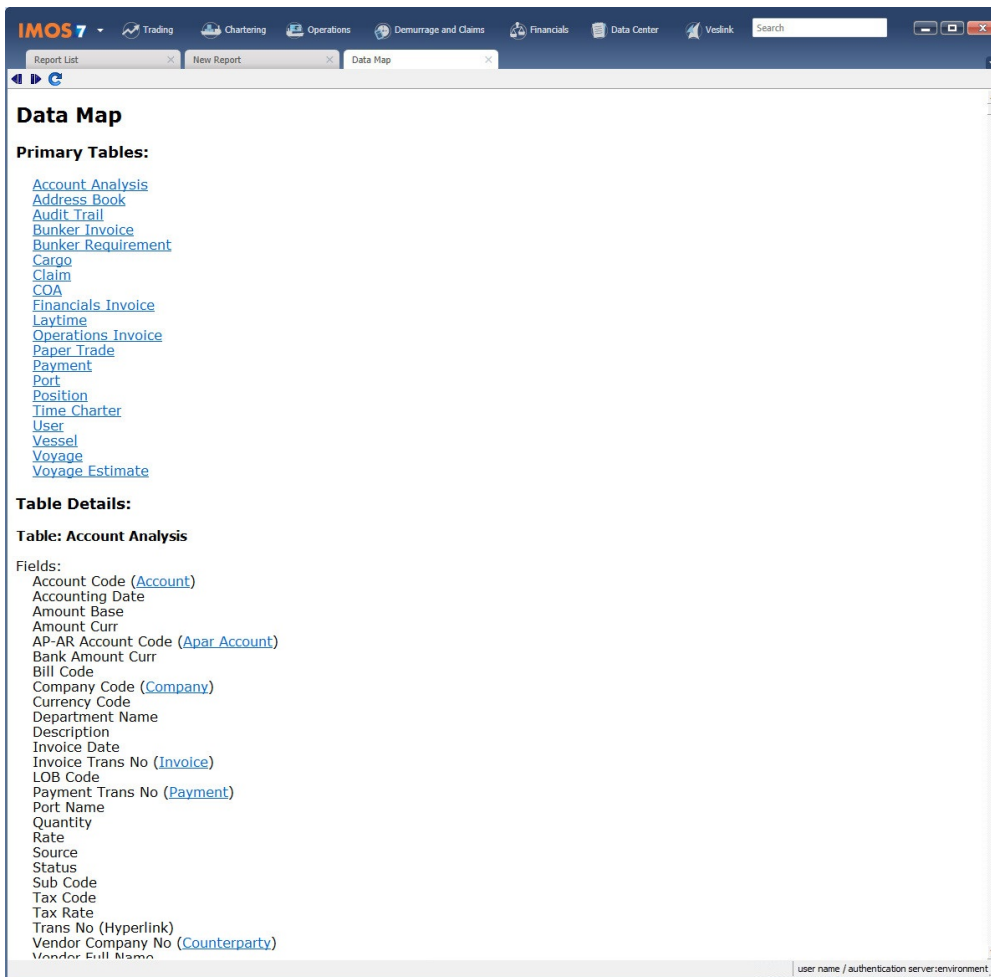 IMOS 7 Trading Chartering Operations Demurrage and Claims Financials Data Center Veslink Search
Report List New Report Data Map
Data Map
Primary Tables:
Account Analysis
Address Book
Audit Trail
Bunker Invoice
Bunker Requirement
Cargo
Claim
COA
Financials Invoice
Laytime
Operations Invoice
Paper Trade
Payment
Port
Position
Time Charter
User
Vessel
Voyage
Voyage Estimate
Table Details:
Table: Account Analysis
Fields:
Account Code (Account)
Accounting Date
Amount Base
Amount Curr
AP-AR Account Code (Apar Account)
Bank Amount Curr
Bill Code
Company Code (Company)
Currency Code
Department Name
Description
Invoice Date
Invoice Trans No (Invoice)
LOB Code
Payment Trans No (Payment)
Port Name
Quantity
Rate
Source
Status
Sub Code
Tax Code
Tax Rate
Trans No (Hyperlink)
Vendor Company No (Counterparty)
Vendor Full Name
user name / authentication server:environment